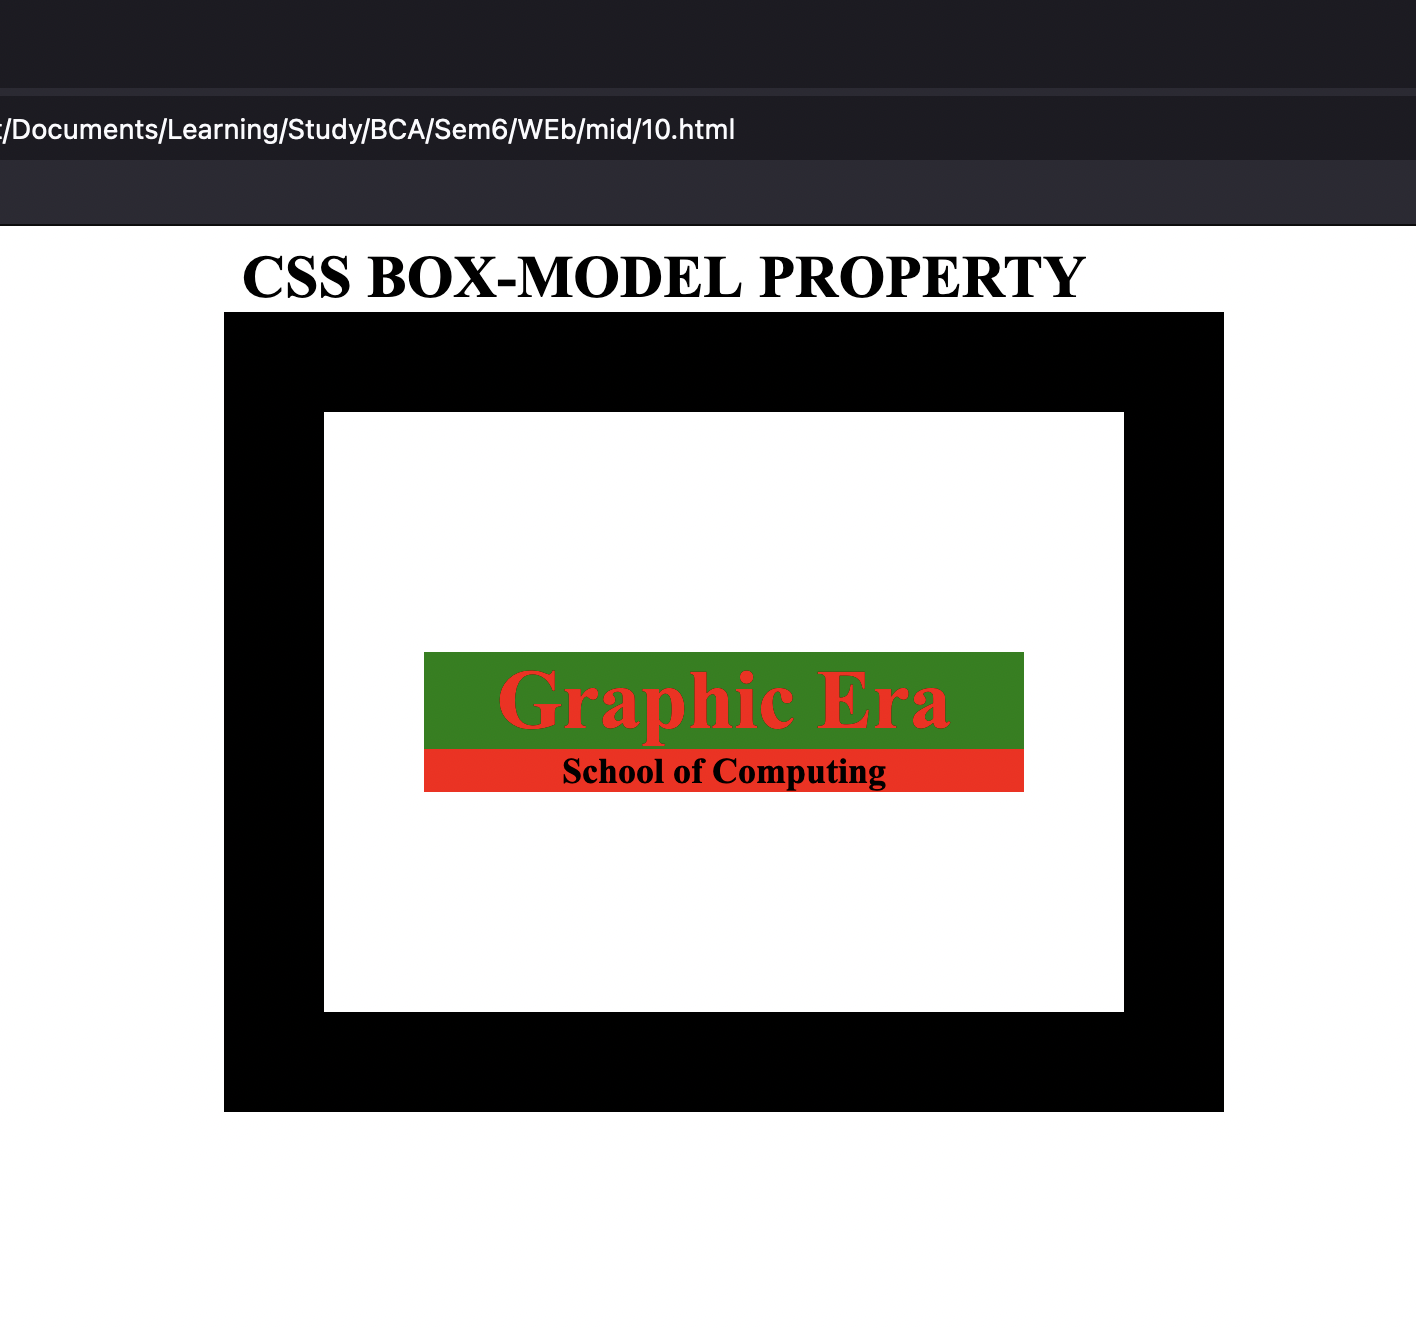 /Documents/Learning/Study/BCA/Sem6/WEb/mid/10.html
CSS BOX-MODEL PROPERTY
Graphic Era
School of Computing